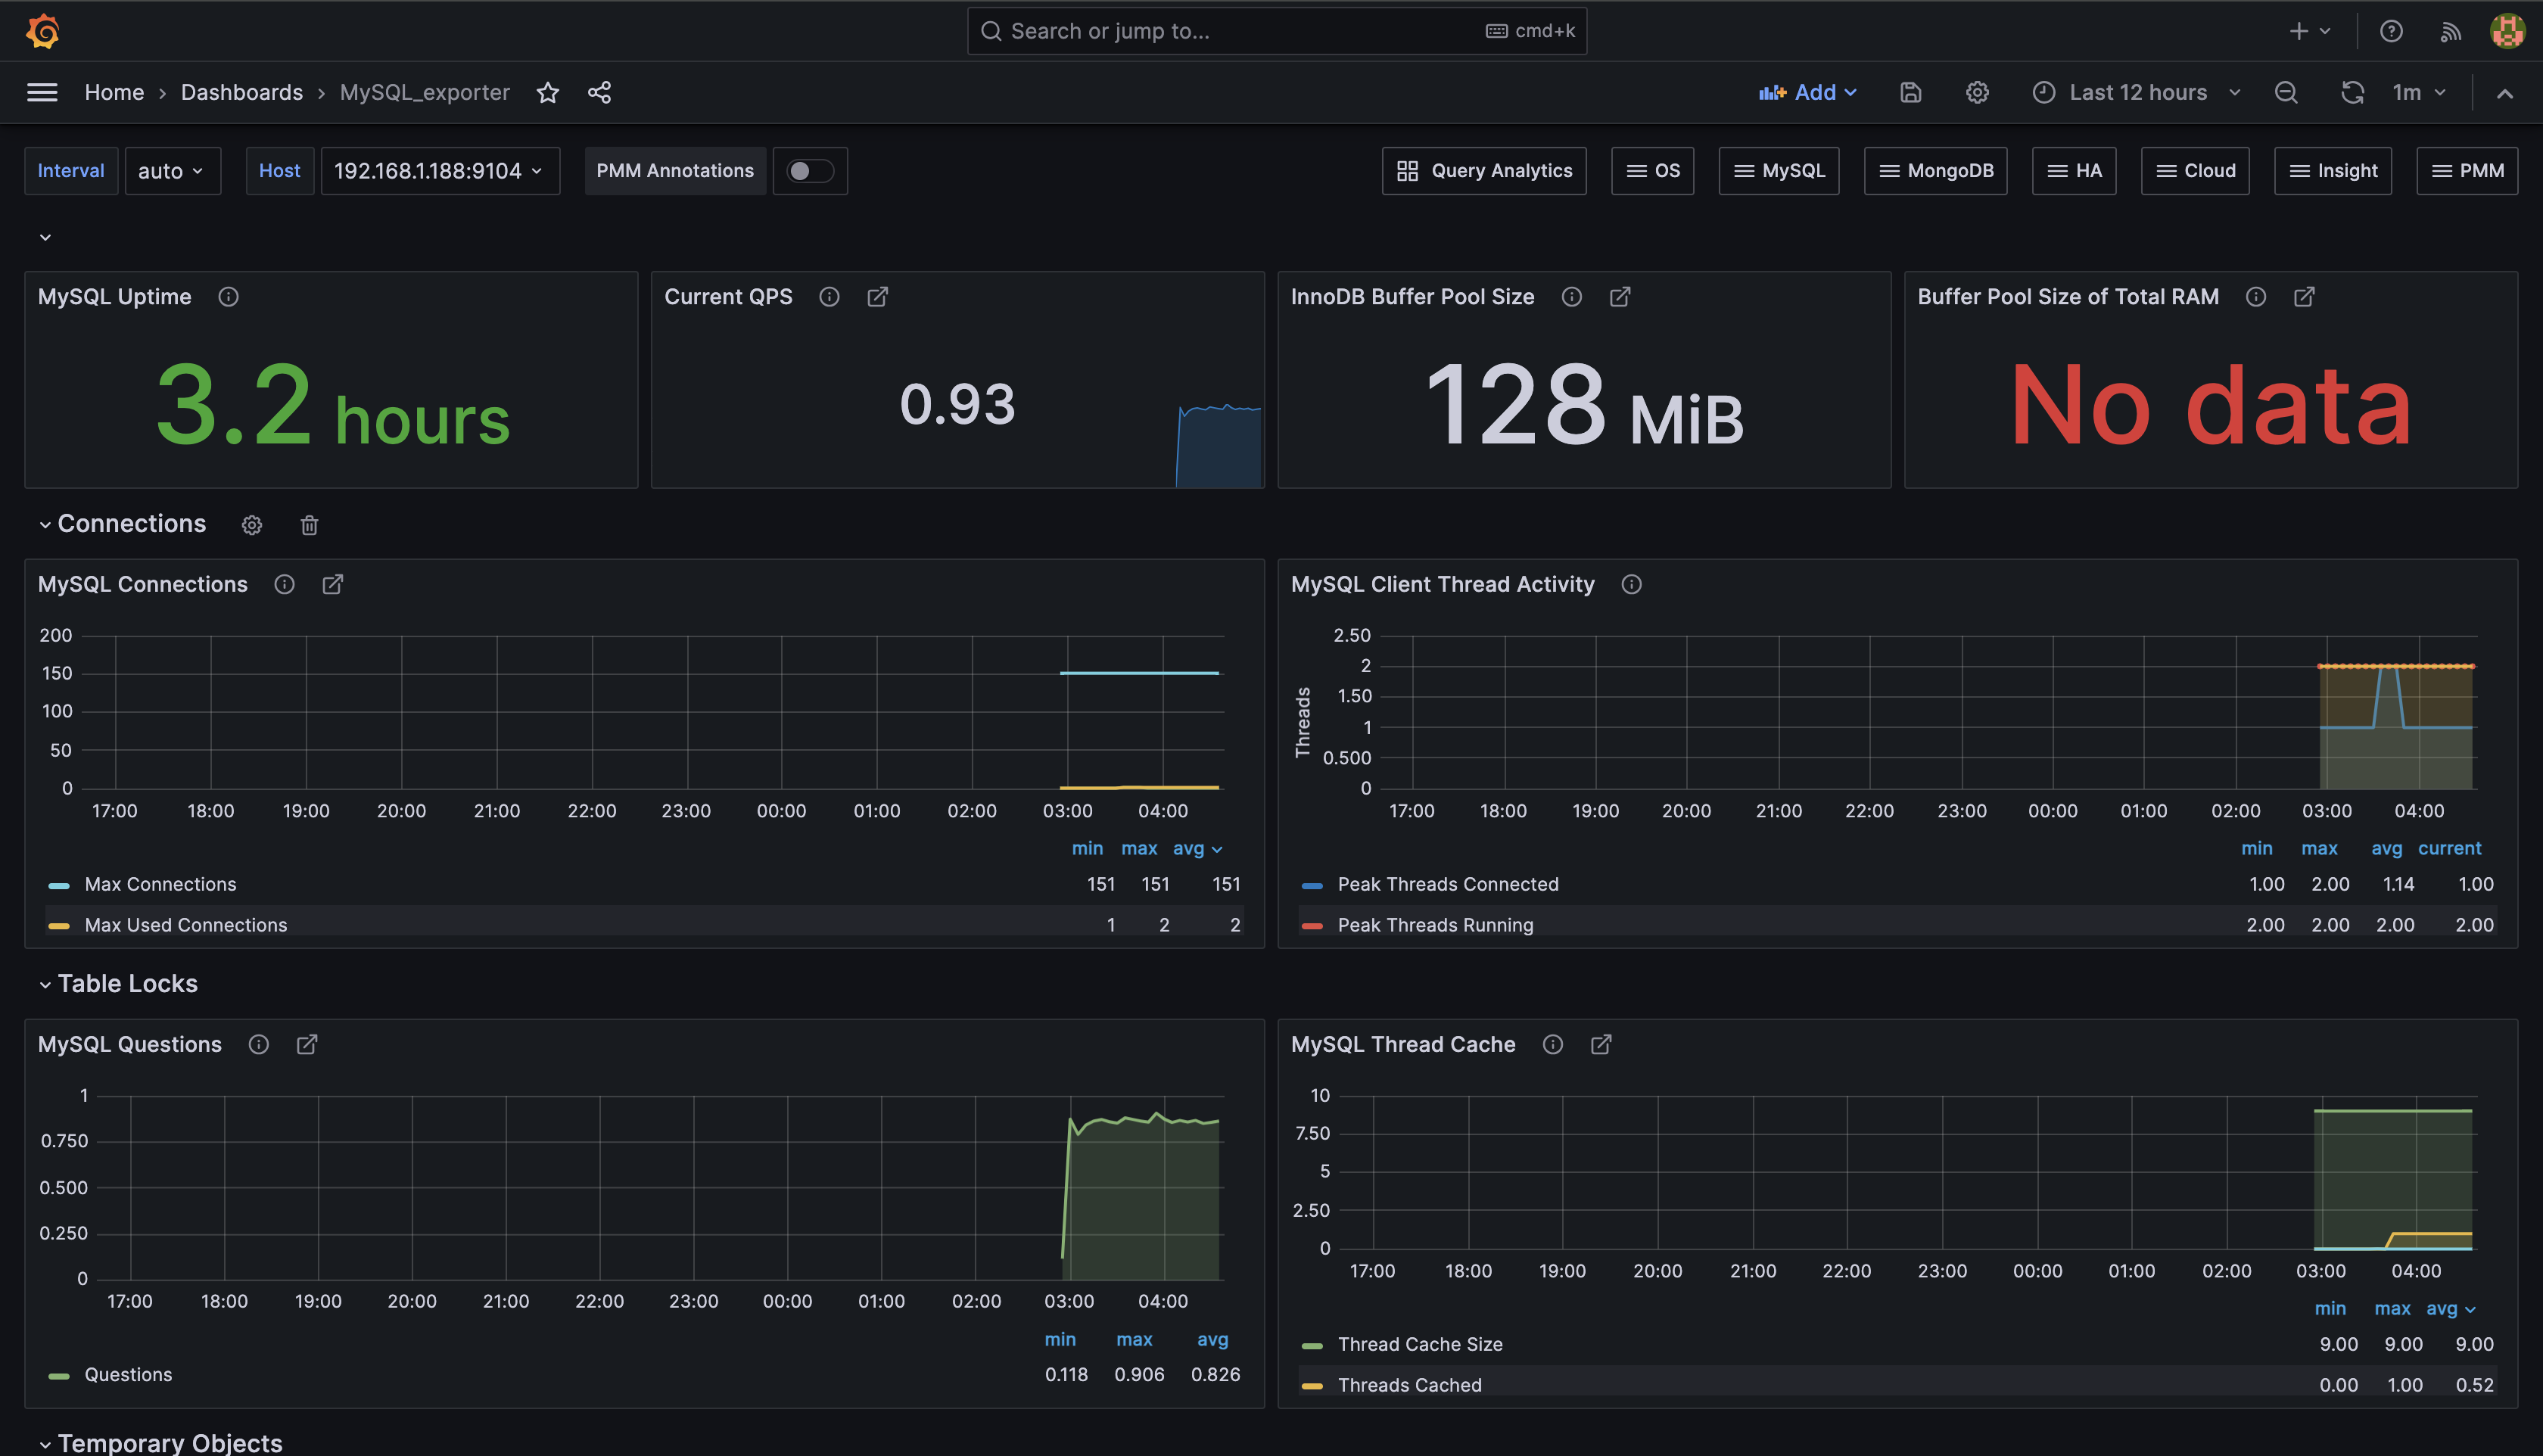 Search or jump to... cmd+k
Home Dashboards MySQL_exporter Add Last 12 hours 1m
Interval auto Host 192.168.1.188:9104 PMM Annotations Query Analytics OS MySQL MongoDB HA Cloud Insight PMM
MySQL Uptime
3.2 hours
Current QPS
0.93
InnoDB Buffer Pool Size
128 MiB
Buffer Pool Size of Total RAM
No data
Connections
MySQL Connections
200
150
100
50
0
17:00 18:00 19:00 20:00 21:00 22:00 23:00 00:00 01:00 02:00 03:00 04:00
min max avg
Max Connections 151 151 151
Max Used Connections 1 2 2
MySQL Client Thread Activity
Threads
2.50
2
1.50
1
0.500
0
17:00 18:00 19:00 20:00 21:00 22:00 23:00 00:00 01:00 02:00 03:00 04:00
min max avg current
Peak Threads Connected 1.00 2.00 1.14 1.00
Peak Threads Running 2.00 2.00 2.00 2.00
Table Locks
MySQL Questions
1
0.750
0.500
0.250
0
17:00 18:00 19:00 20:00 21:00 22:00 23:00 00:00 01:00 02:00 03:00 04:00
min max avg
Questions 0.118 0.906 0.826
MySQL Thread Cache
10
7.50
5
2.50
0
17:00 18:00 19:00 20:00 21:00 22:00 23:00 00:00 01:00 02:00 03:00 04:00
min max avg
Thread Cache Size 9.00 9.00 9.00
Threads Cached 0.00 1.00 0.52
Temporary Objects